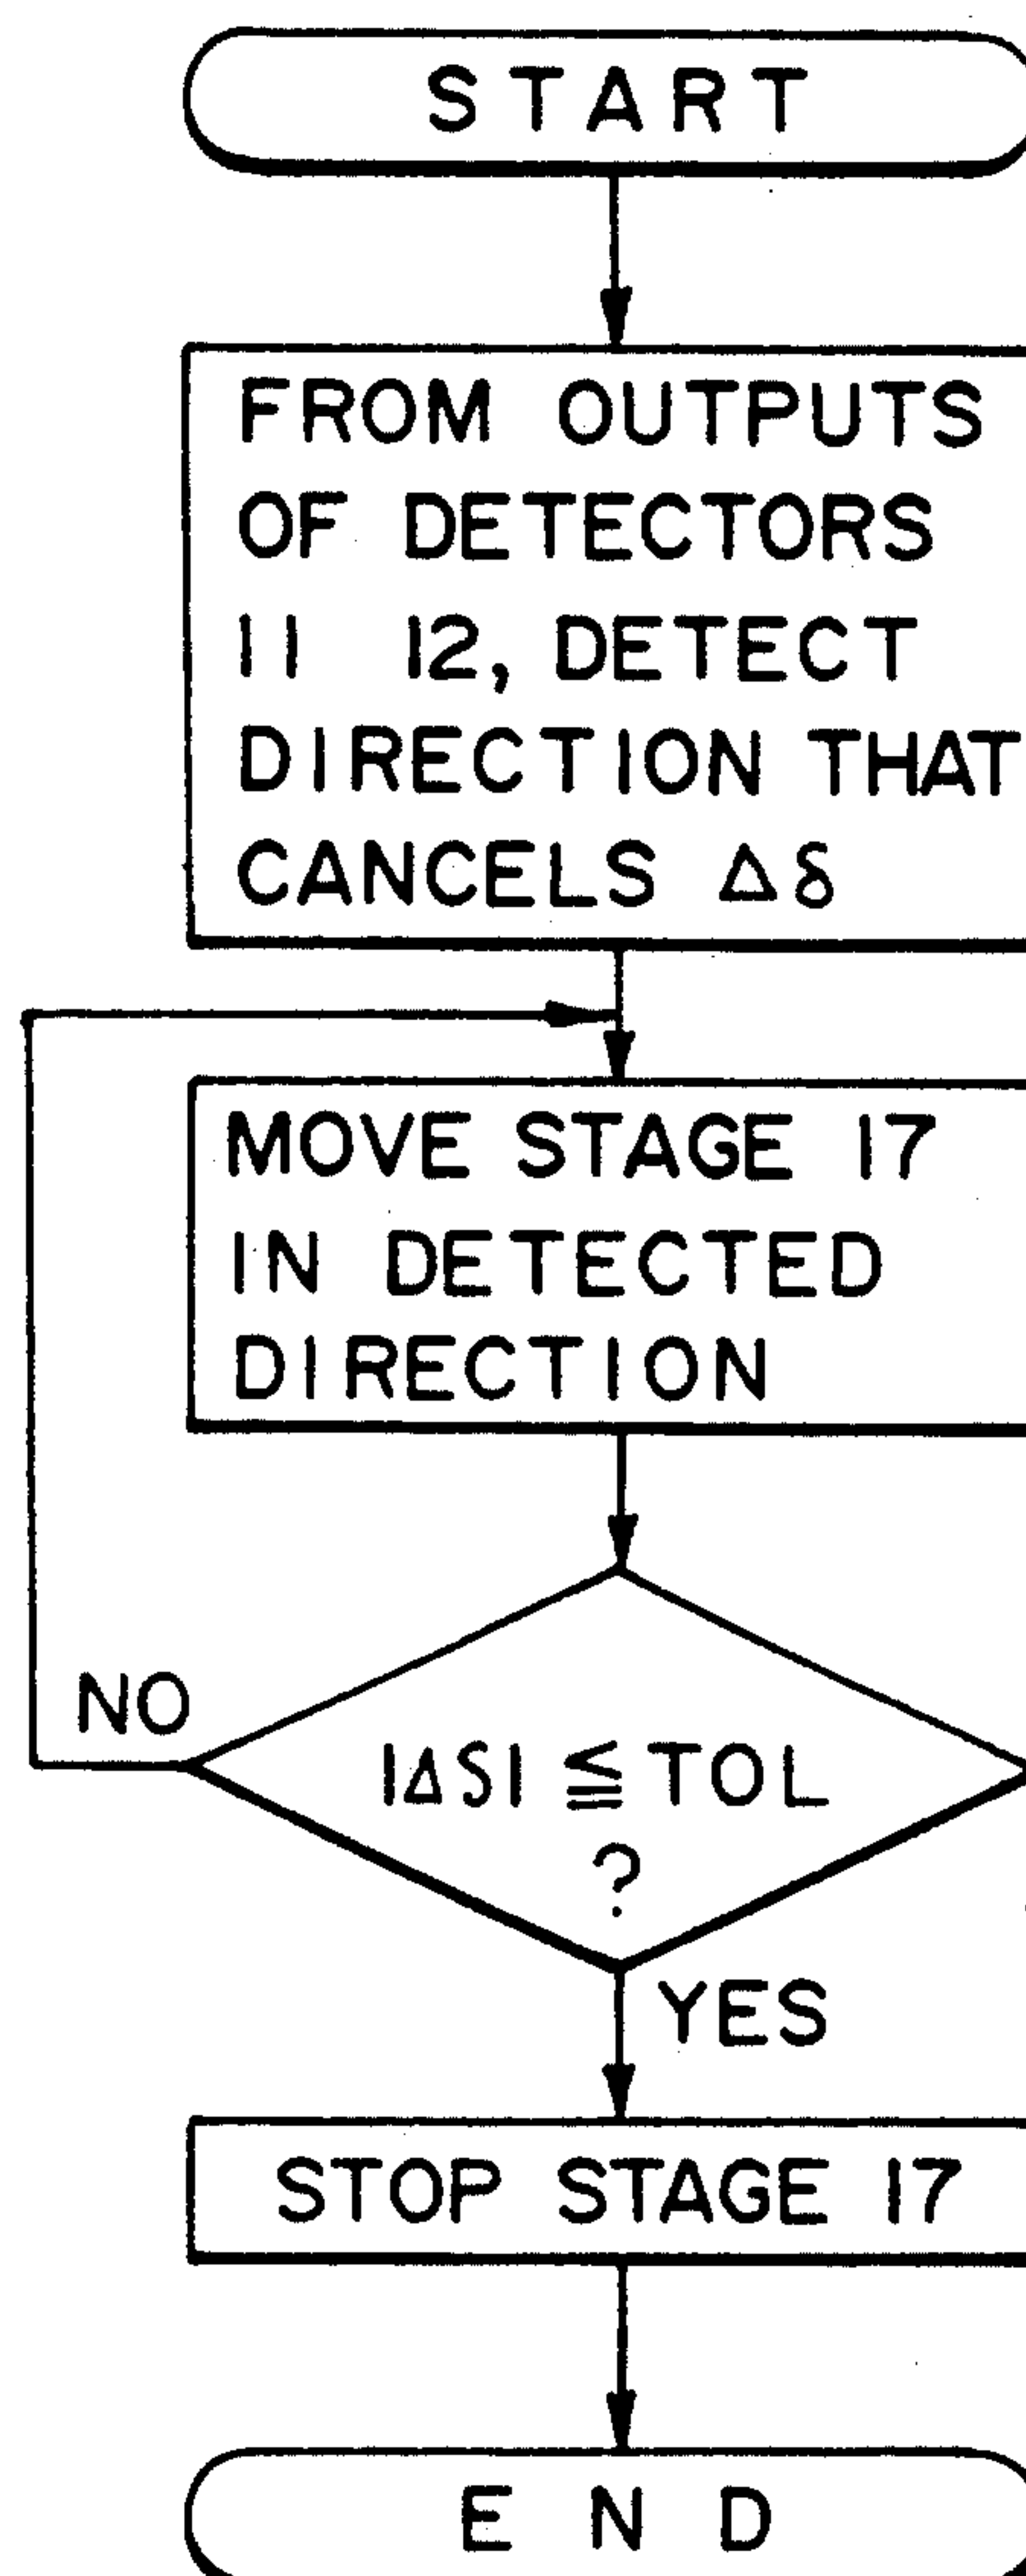 START
FROM OUTPUTS
OF DETECTORS
11 12, DETECT
DIRECTION THAT
CANCELS Δδ
MOVE STAGE 17
IN DETECTED
DIRECTION
NO
|ΔS| ≦ TOL
?
YES
STOP STAGE 17
END